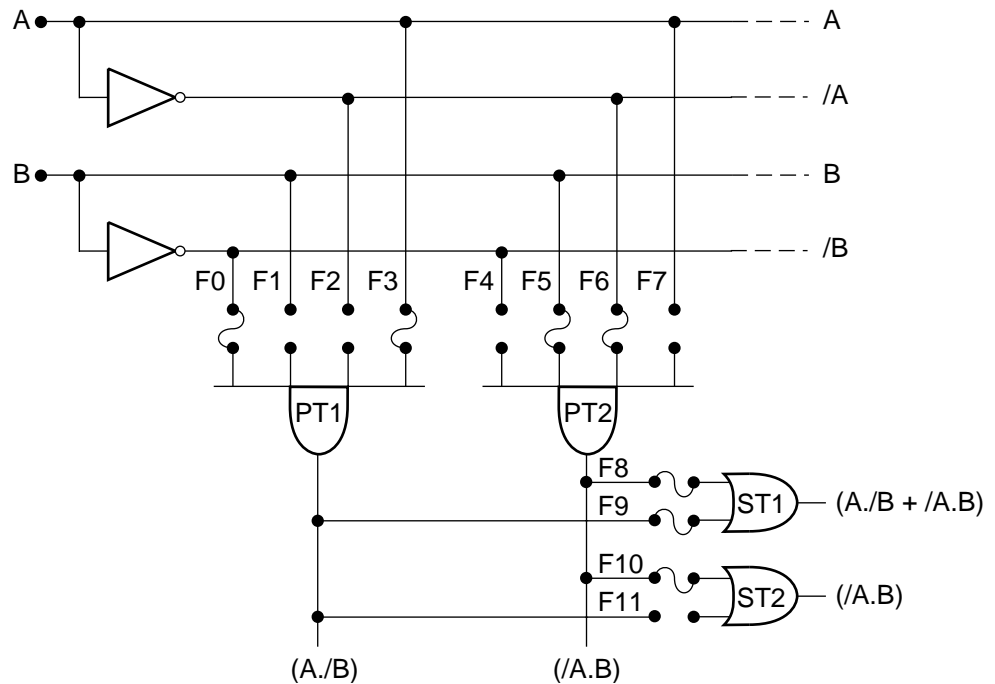 A A
/A
B B
/B
F0 F1 F2 F3 F4 F5 F6 F7
PT1 PT2
F8
ST1 (A./B + /A.B)
F9
F10
ST2 (/A.B)
F11
(A./B) (/A.B)